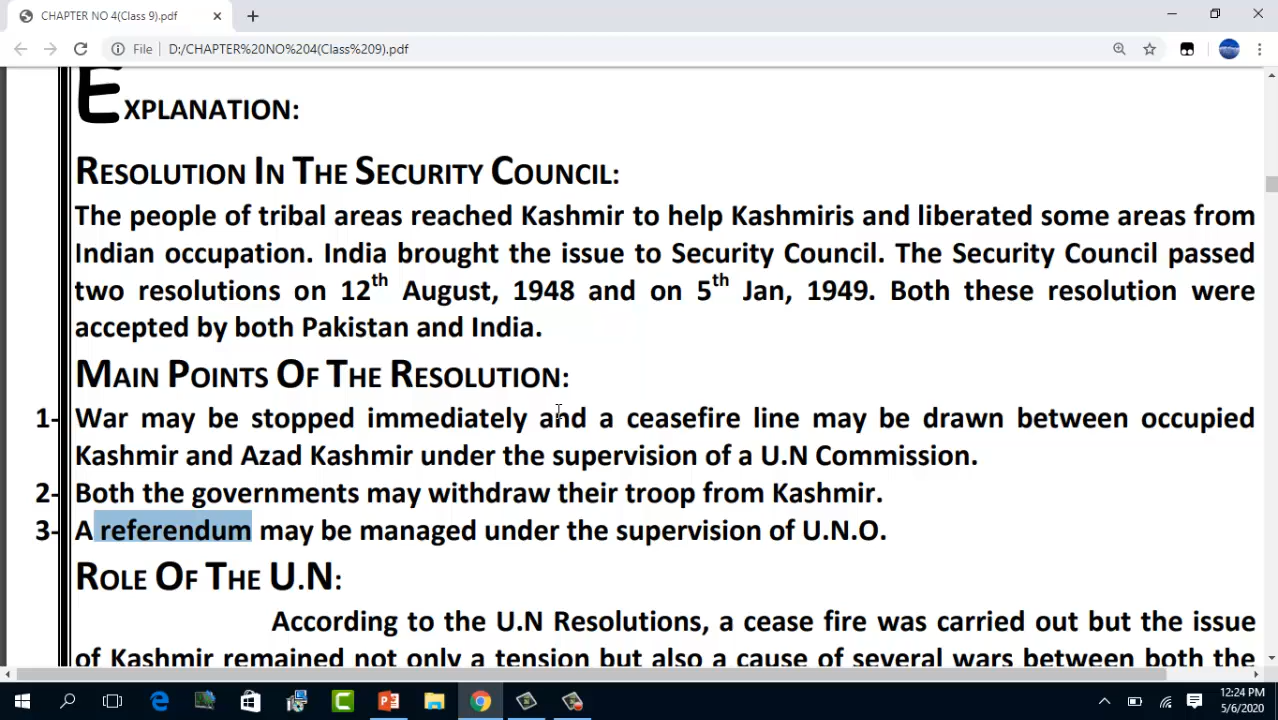 CHAPTER NO 4(Class 9).pdf
File D:/CHAPTER%20NO%204(Class%209).pdf
EXPLANATION:
RESOLUTION IN THE SECURITY COUNCIL:
The people of tribal areas reached Kashmir to help Kashmiris and liberated some areas from
Indian occupation. India brought the issue to Security Council. The Security Council passed
two resolutions on 12th August, 1948 and on 5th Jan, 1949. Both these resolution were
accepted by both Pakistan and India.
MAIN POINTS OF THE RESOLUTION:
1- War may be stopped immediately and a ceasefire line may be drawn between occupied
Kashmir and Azad Kashmir under the supervision of a U.N Commission.
2- Both the governments may withdraw their troop from Kashmir.
3- A referendum may be managed under the supervision of U.N.O.
ROLE OF THE U.N:
According to the U.N Resolutions, a cease fire was carried out but the issue
of Kashmir remained not only a tension but also a cause of several wars between both the
12:24 PM
5/6/2020